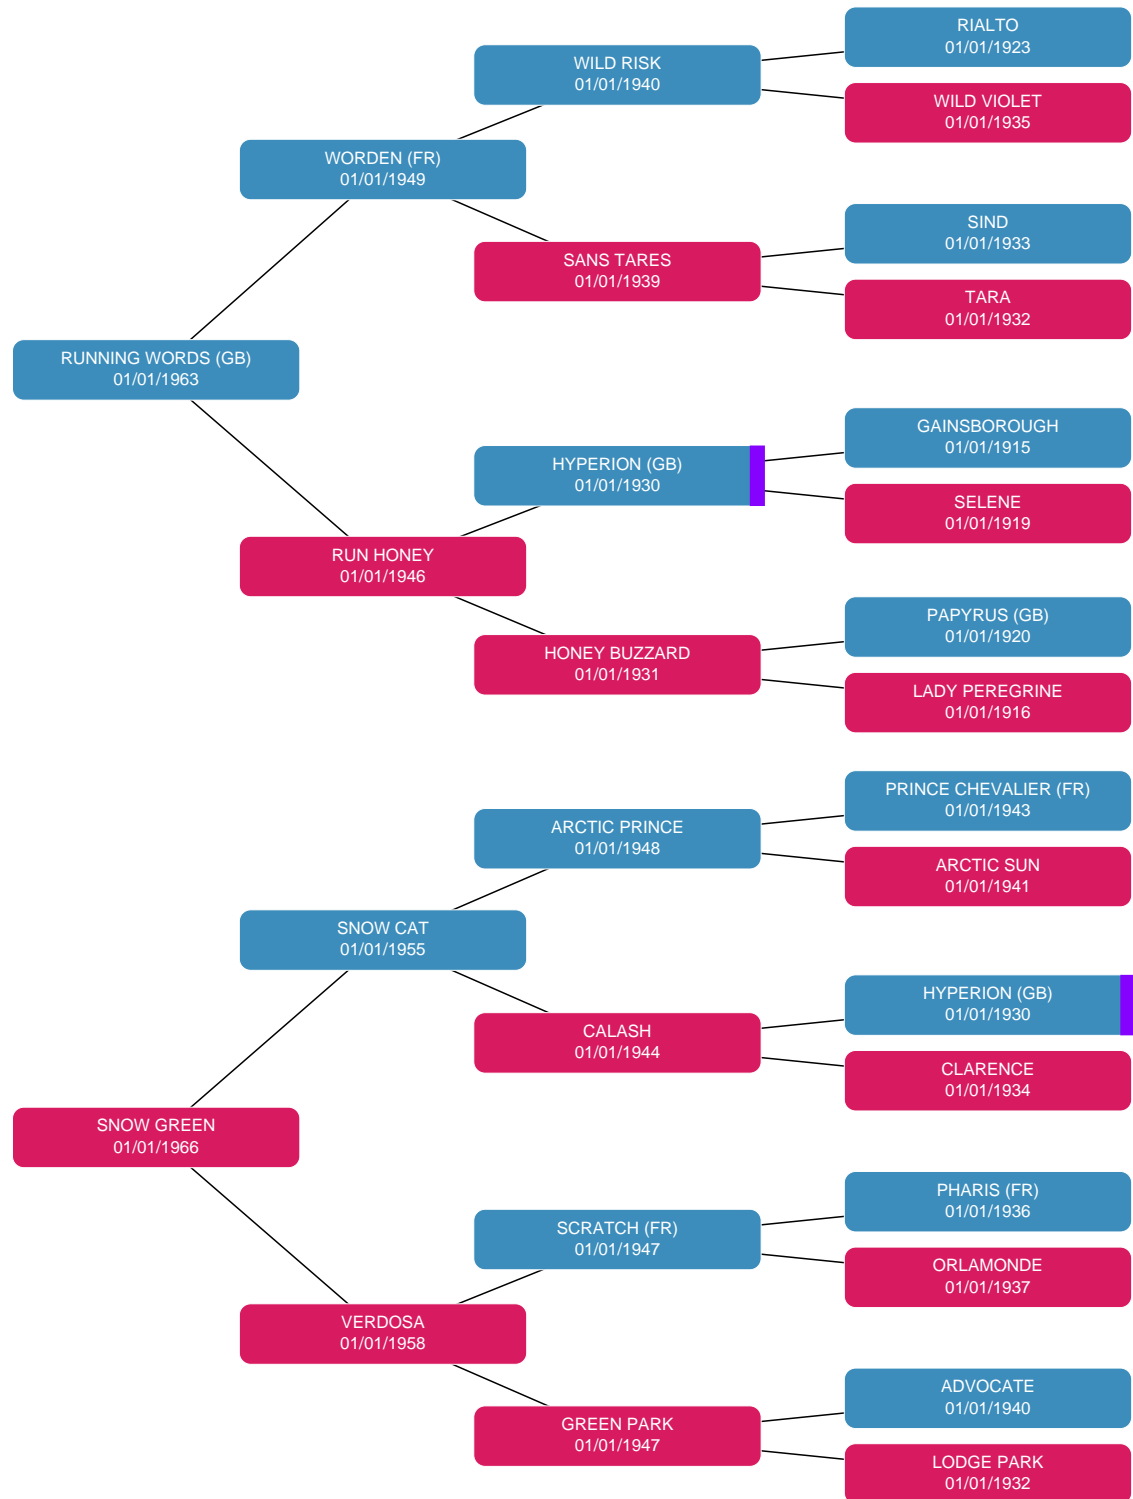 RIALTO
01/01/1923
WILD RISK
01/01/1940
WILD VIOLET
01/01/1935
WORDEN (FR)
01/01/1949
SIND
01/01/1933
SANS TARES
01/01/1939
TARA
01/01/1932
RUNNING WORDS (GB)
01/01/1963
GAINSBOROUGH
01/01/1915
HYPERION (GB)
01/01/1930
SELENE
01/01/1919
RUN HONEY
01/01/1946
PAPYRUS (GB)
01/01/1920
HONEY BUZZARD
01/01/1931
LADY PEREGRINE
01/01/1916
PRINCE CHEVALIER (FR)
01/01/1943
ARCTIC PRINCE
01/01/1948
ARCTIC SUN
01/01/1941
SNOW CAT
01/01/1955
HYPERION (GB)
01/01/1930
CALASH
01/01/1944
CLARENCE
01/01/1934
SNOW GREEN
01/01/1966
PHARIS (FR)
01/01/1936
SCRATCH (FR)
01/01/1947
ORLAMONDE
01/01/1937
VERDOSA
01/01/1958
ADVOCATE
01/01/1940
GREEN PARK
01/01/1947
LODGE PARK
01/01/1932